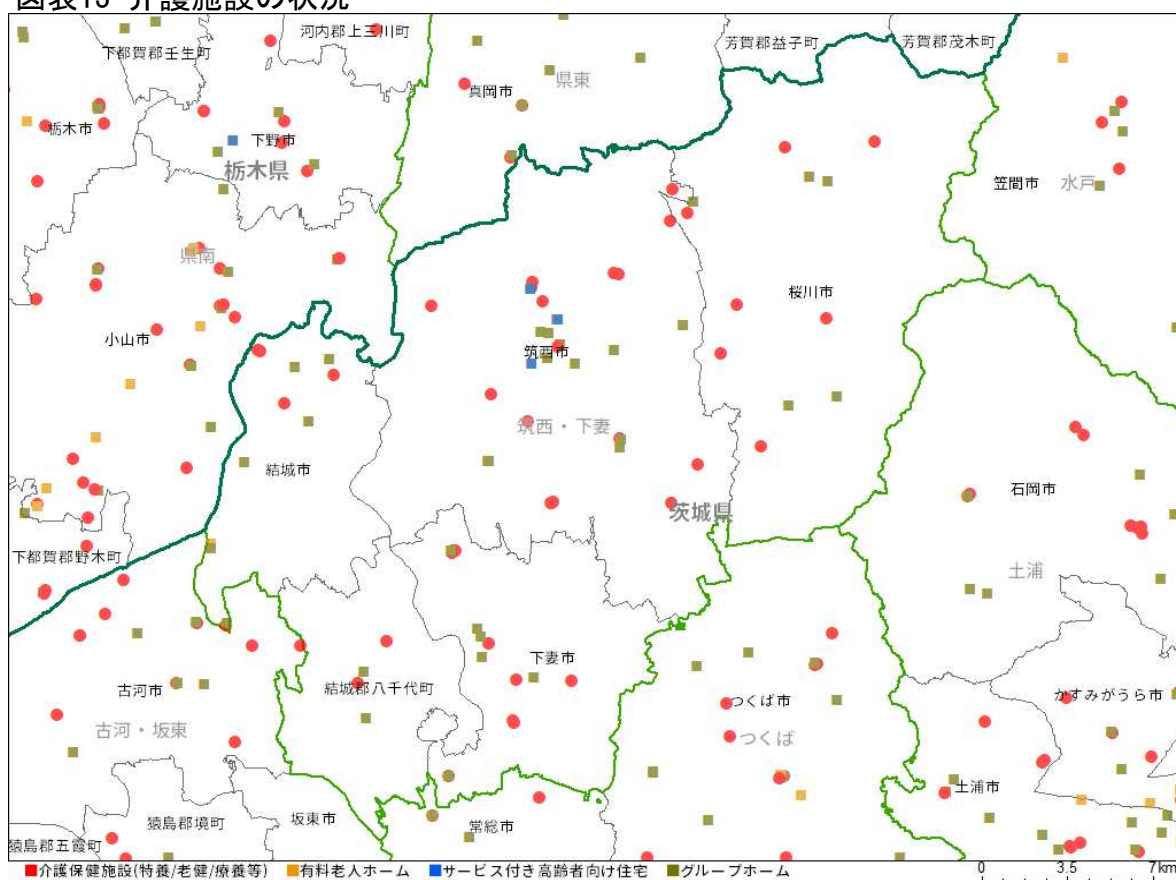 図表13 介護施設の状況
河内郡上三川町
下都賀郡壬生町
芳賀郡益子町
芳賀郡茂木町
県東
真岡市
栃木市
下野市
栃木県
笠間市
水戸
県南
桜川市
小山市
筑西市
筑西・下妻
結城市
石岡市
茨城県
下都賀郡野木町
土浦
下妻市
古河市
結城郡八千代町
かすみがうら市
つくば市
古河・坂東
つくば
土浦市
猿島郡境町
坂東市
常総市
猿島郡五霞町
介護保健施設(特養/老健/療養等) 有料老人ホーム サービス付き高齢者向け住宅 グループホーム
0 3.5 7km